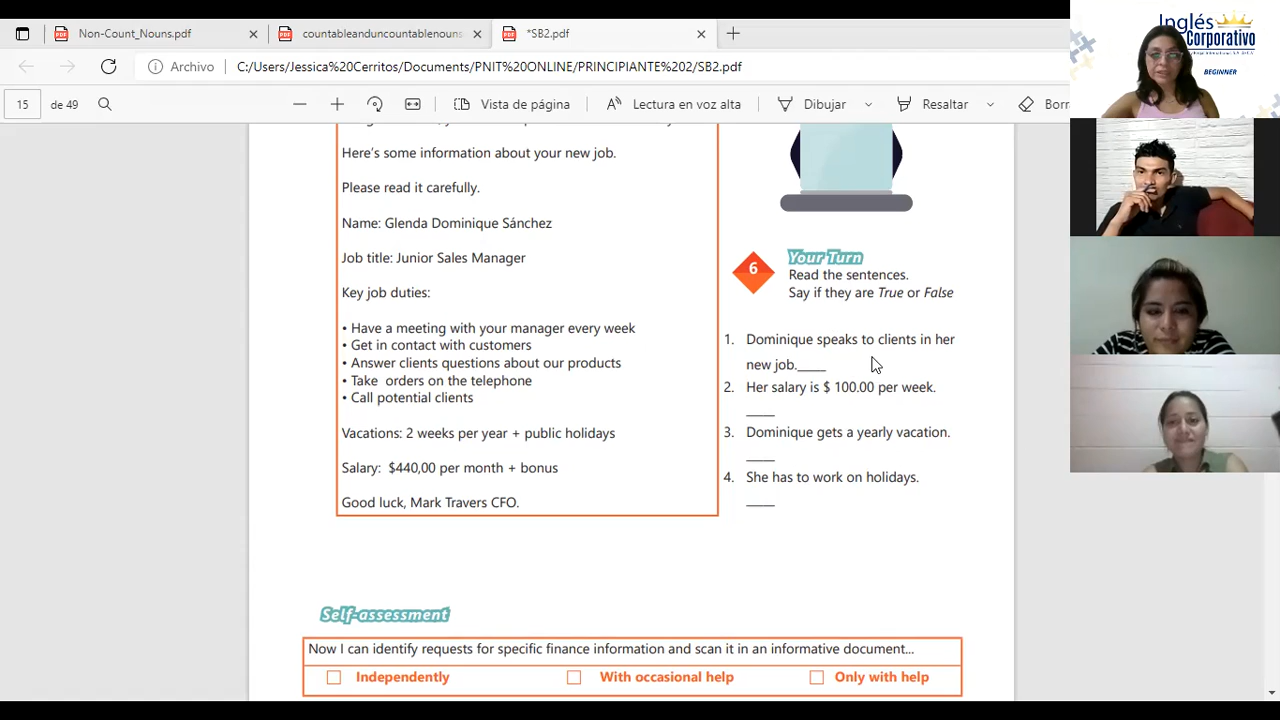 Non-Count_Nouns.pdf
countableanduncountablenouns
*SB2.pdf
Archivo
C:/Users/Jessica%20Cerritos/Documen
NE/PRINCIPIANTE%202/SB2.pdf
15
de 49
Vista de página
Lectura en voz alta
Dibujar
Resaltar
Borra
Inglés
Corporativo
BEGINNER
Here's some information about your new job.
Please read it carefully.
Name: Glenda Dominique Sánchez
Job title: Junior Sales Manager
Key job duties:
• Have a meeting with your manager every week
• Get in contact with customers
• Answer clients questions about our products
• Take orders on the telephone
• Call potential clients
Vacations: 2 weeks per year + public holidays
Salary: $440,00 per month + bonus
Good luck, Mark Travers CFO.
6
Your Turn
Read the sentences.
Say if they are True or False
1. Dominique speaks to clients in her
new job.____
2. Her salary is $ 100.00 per week.
____
3. Dominique gets a yearly vacation.
____
4. She has to work on holidays.
____
Self-assessment
Now I can identify requests for specific finance information and scan it in an informative document...
Independently
With occasional help
Only with help